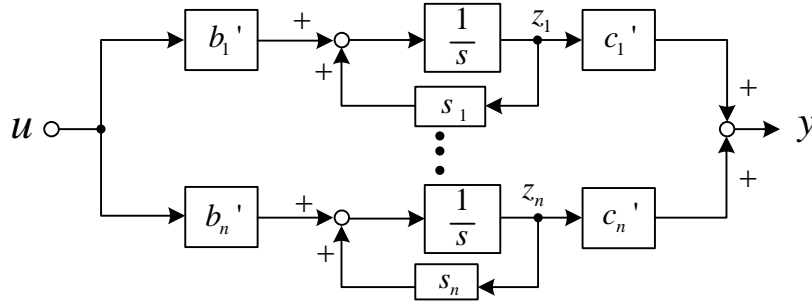 + z₁
b₁' 1/s c₁'
+ s₁ +
u y
+ zₙ +
bₙ' 1/s cₙ'
+ sₙ